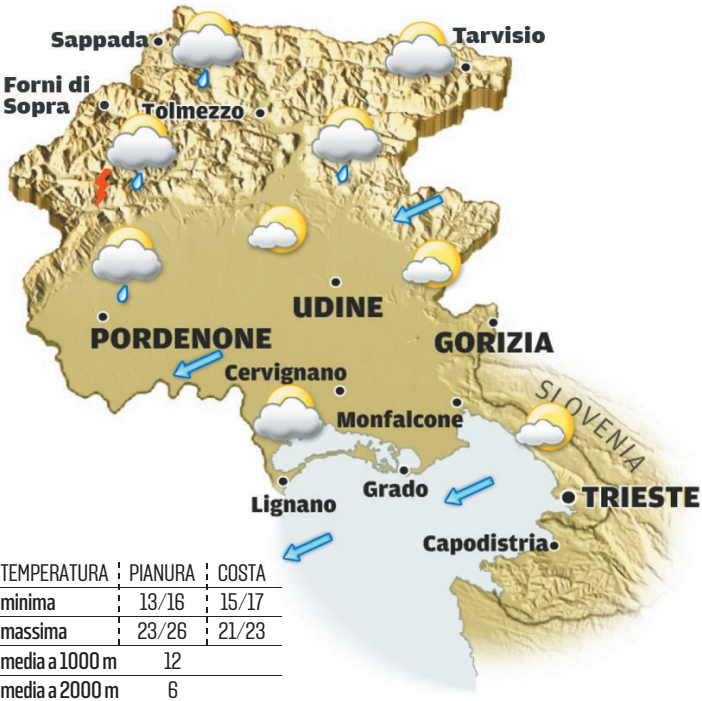 Sappada
Tarvisio
Forni di
Sopra
Tolmezzo
UDINE
PORDENONE
GORIZIA
Cervignano
SLOVENIA
Monfalcone
Grado
Lignano
TRIESTE
Capodistria
TEMPERATURA PIANURA COSTA
minima 13/16 15/17
massima 23/26 21/23
media a 1000 m 12
media a 2000 m 6